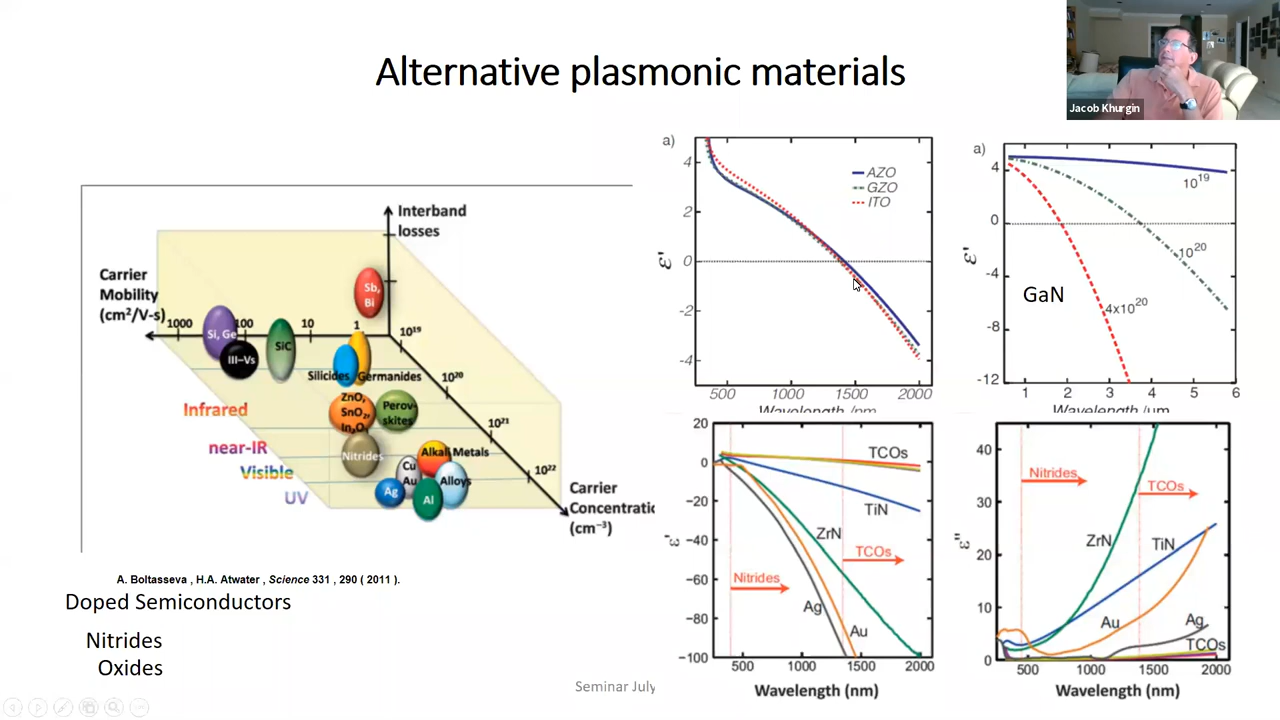 Alternative plasmonic materials
Jacob Khurgin
Interband
losses
Carrier
Mobility
(cm²/V-s)
1000
100
10
1
10¹⁹
10²⁰
10²¹
10²²
Sb,
Bi
Si, Ge
III–Vs
SiC
Silicides
Germanides
ZnO,
SnO₂,
In₂O₃
Perov-
skites
Nitrides
Alkali Metals
Cu
Au
Ag
Al
Alloys
Infrared
near-IR
Visible
UV
Carrier
(cm⁻³)
A. Boltasseva , H.A. Atwater , Science 331 , 290 ( 2011 ).
Doped Semiconductors
Nitrides
Oxides
Seminar July
a)
4
2
0
-2
-4
ε'
AZO
GZO
ITO
500
1000
1500
2000
Wavelength /nm
a)
4
0
-4
-8
-12
ε'
10¹⁹
10²⁰
4x10²⁰
GaN
1
2
3
4
5
6
Wavelength /µm
20
0
−20
−40
−60
−80
−100
ε'
TCOs
TiN
ZrN
TCOs
Nitrides
Ag
Au
500
1000
1500
2000
Wavelength (nm)
40
30
20
10
0
ε"
Nitrides
TCOs
ZrN
TiN
Au
Ag
TCOs
500
1000
1500
2000
Wavelength (nm)